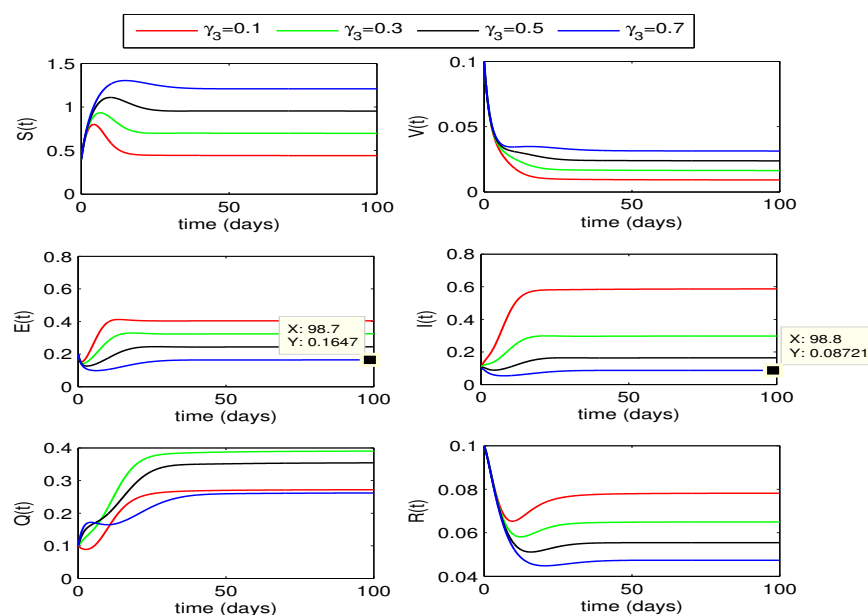 γ₃=0.1 γ₃=0.3 γ₃=0.5 γ₃=0.7
1.5
1
0.5
0
S(t)
0 50 100
time (days)
0.1
0.05
0
V(t)
0 50 100
time (days)
0.8
0.6
0.4
0.2
0
E(t)
X: 98.7
Y: 0.1647
0 50 100
time (days)
0.8
0.6
0.4
0.2
0
I(t)
X: 98.8
Y: 0.08721
0 50 100
time (days)
0.4
0.3
0.2
0.1
0
Q(t)
0 50 100
time (days)
0.1
0.08
0.06
0.04
R(t)
0 50 100
time (days)